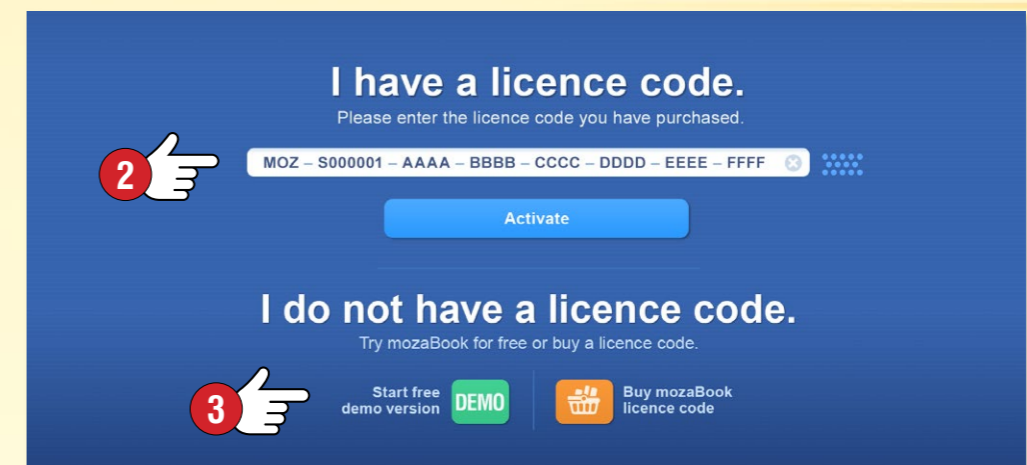 I have a licence code.
Please enter the licence code you have purchased.
2
MOZ – S000001 – AAAA – BBBB – CCCC – DDDD – EEEE – FFFF
Activate
I do not have a licence code.
Try mozaBook for free or buy a licence code.
3
Start free
demo version
DEMO
Buy mozaBook
licence code